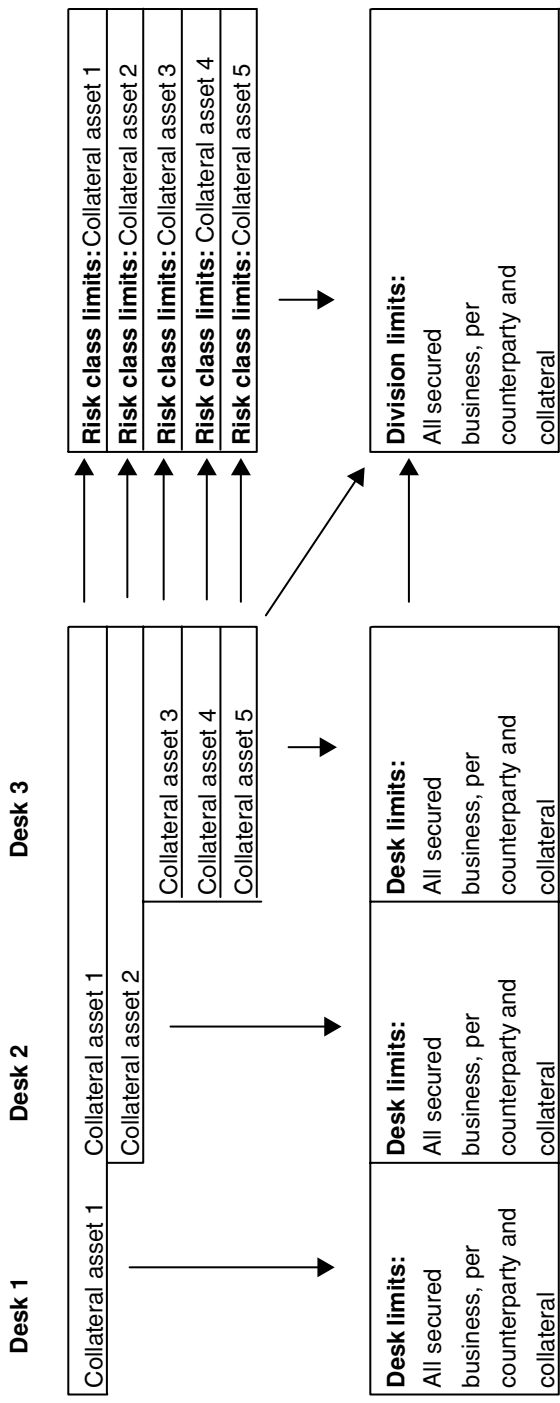 Desk 1
Desk 2
Desk 3
Collateral asset 1
Collateral asset 1
Risk class limits: Collateral asset 1
Collateral asset 2
Risk class limits: Collateral asset 2
Collateral asset 3
Risk class limits: Collateral asset 3
Collateral asset 4
Risk class limits: Collateral asset 4
Collateral asset 5
Risk class limits: Collateral asset 5
Desk limits:
All secured
business, per
counterparty and
collateral
Desk limits:
All secured
business, per
counterparty and
collateral
Desk limits:
All secured
business, per
counterparty and
collateral
Division limits:
All secured
business, per
counterparty and
collateral